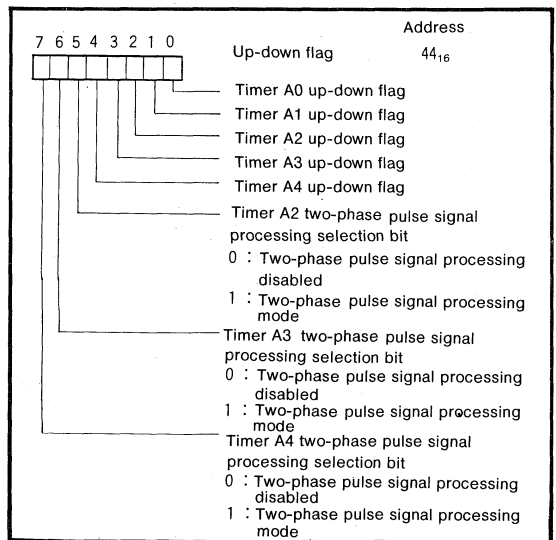 Address
7 6 5 4 3 2 1 0
Up-down flag 44₁₆
Timer A0 up-down flag
Timer A1 up-down flag
Timer A2 up-down flag
Timer A3 up-down flag
Timer A4 up-down flag
Timer A2 two-phase pulse signal
processing selection bit
0 : Two-phase pulse signal processing
disabled
1 : Two-phase pulse signal processing
mode
Timer A3 two-phase pulse signal
processing selection bit
0 : Two-phase pulse signal processing
disabled
1 : Two-phase pulse signal processing
mode
Timer A4 two-phase pulse signal
processing selection bit
0 : Two-phase pulse signal processing
disabled
1 : Two-phase pulse signal processing
mode